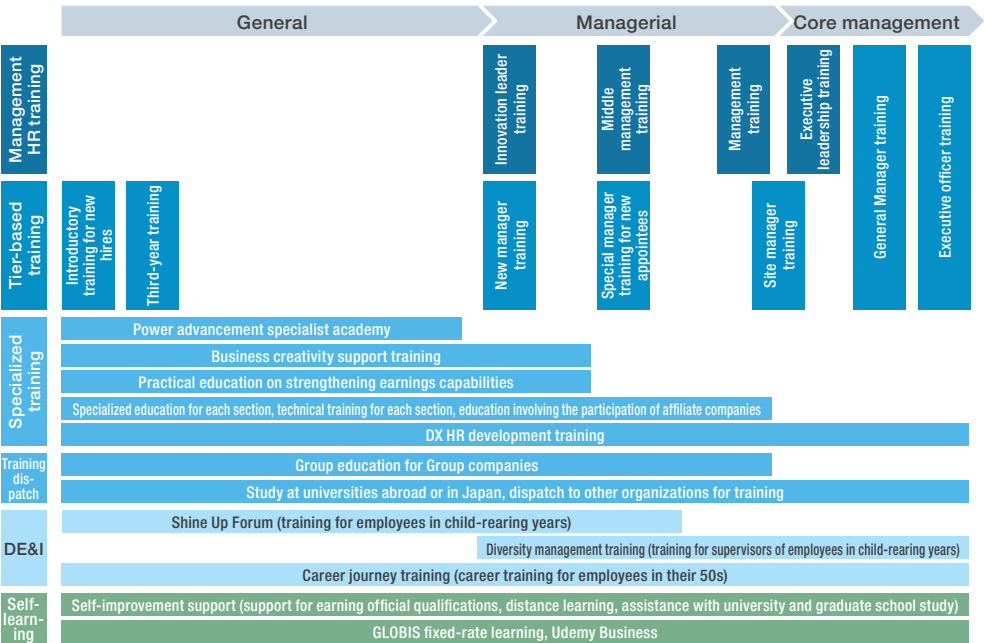 General
Managerial
Core management
Management
HR training
Innovation leader
training
Middle
management
training
Management
training
Executive
leadership training
General Manager training
Executive officer training
Tier-based
training
Introductory
training for new
hires
Third-year training
New manager
training
Special manager
training for new
appointees
Site manager
training
Specialized
training
Power advancement specialist academy
Business creativity support training
Practical education on strengthening earnings capabilities
Specialized education for each section, technical training for each section, education involving the participation of affiliate companies
DX HR development training
Training
dis-
patch
Group education for Group companies
Study at universities abroad or in Japan, dispatch to other organizations for training
DE&I
Shine Up Forum (training for employees in child-rearing years)
Diversity management training (training for supervisors of employees in child-rearing years)
Career journey training (career training for employees in their 50s)
Self-
learn-
ing
Self-improvement support (support for earning official qualifications, distance learning, assistance with university and graduate school study)
GLOBIS fixed-rate learning, Udemy Business